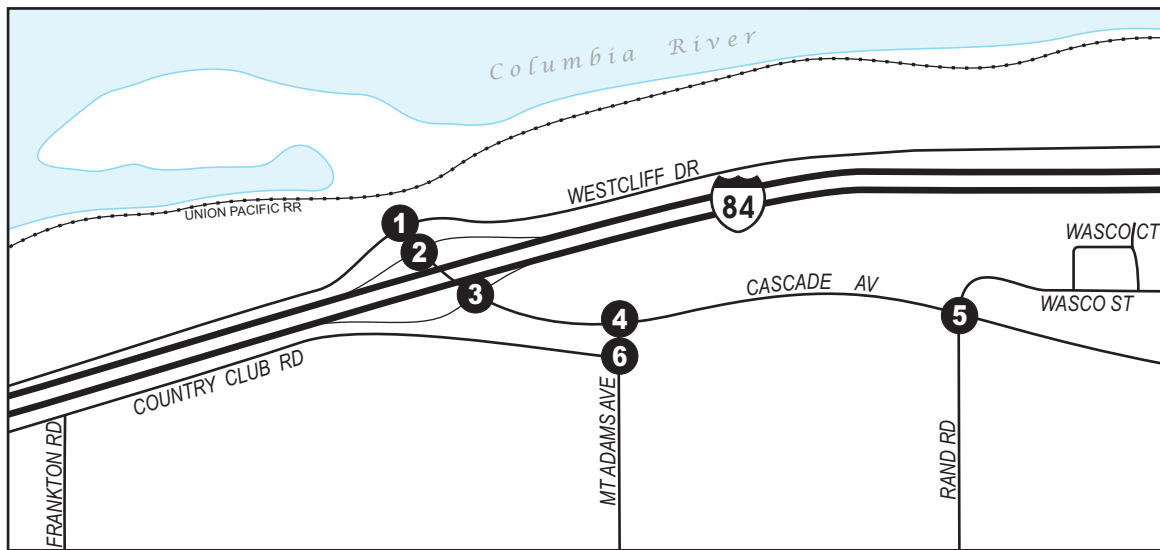 Columbia River
WESTCLIFF DR
UNION PACIFIC RR
1
84
2
WASCO CT
3
CASCADE AV
WASCO ST
4
5
6
COUNTRY CLUB RD
FRANKTON RD
MT ADAMS AVE
RAND RD